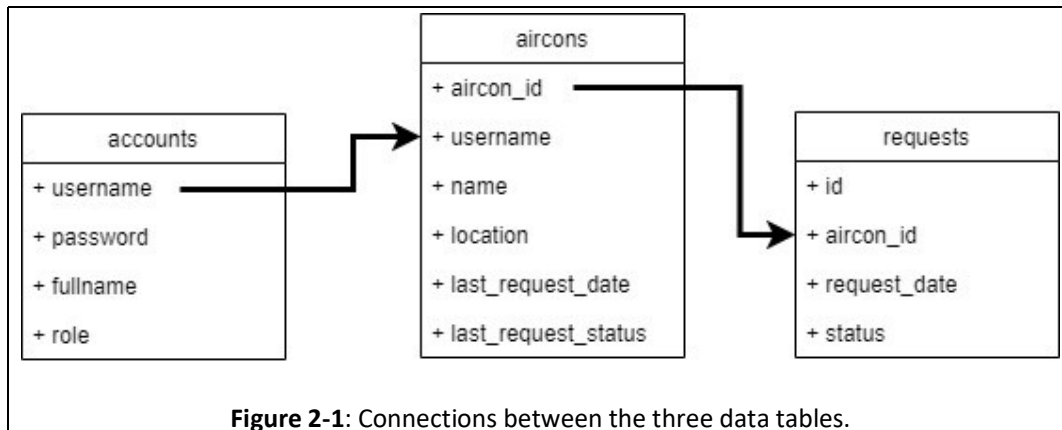 accounts
+ username
+ password
+ fullname
+ role
aircons
+ aircon_id
+ username
+ name
+ location
+ last_request_date
+ last_request_status
requests
+ id
+ aircon_id
+ request_date
+ status
Figure 2-1: Connections between the three data tables.